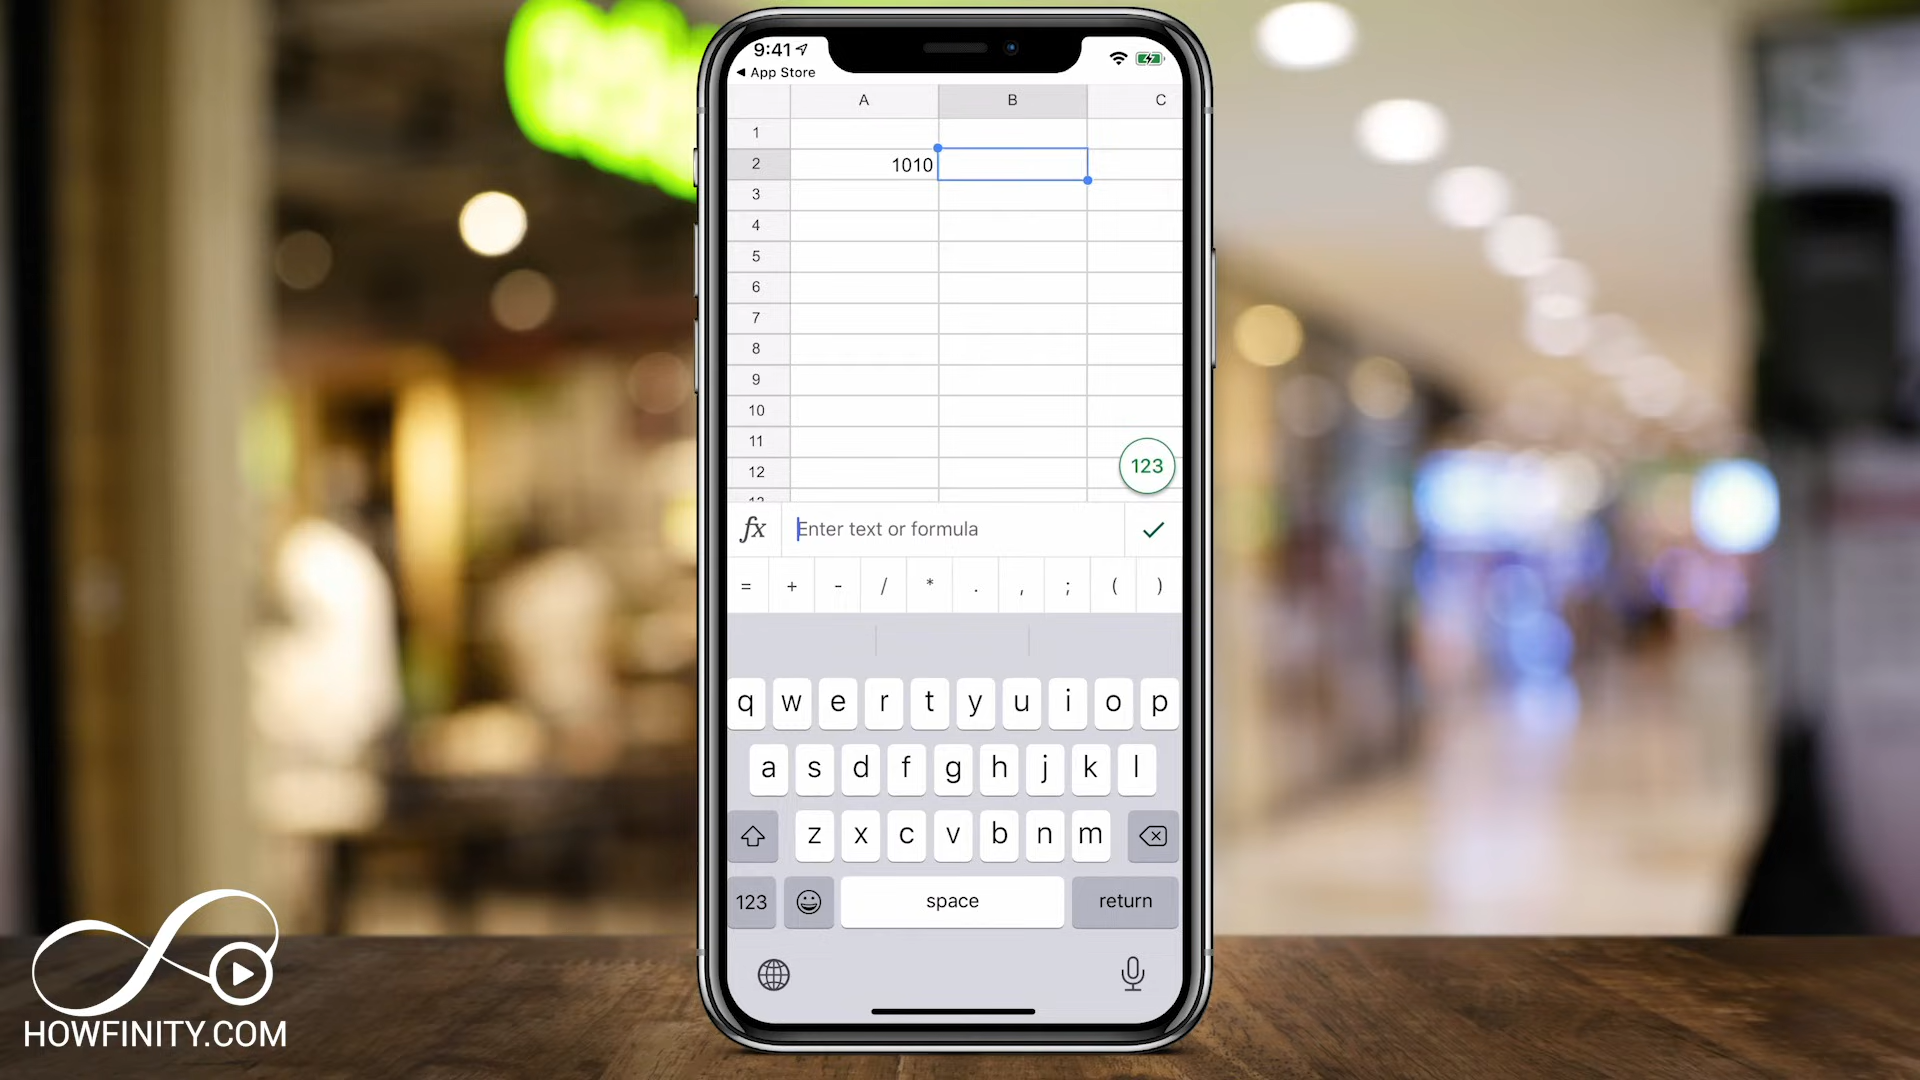 9:41
◀ App Store
A B C
1
2 1010
3
4
5
6
7
8
9
10
11
12
123
fx Enter text or formula
= + - / * . , ; ( )
q w e r t y u i o p
a s d f g h j k l
z x c v b n m
123 space return
HOWFINITY.COM